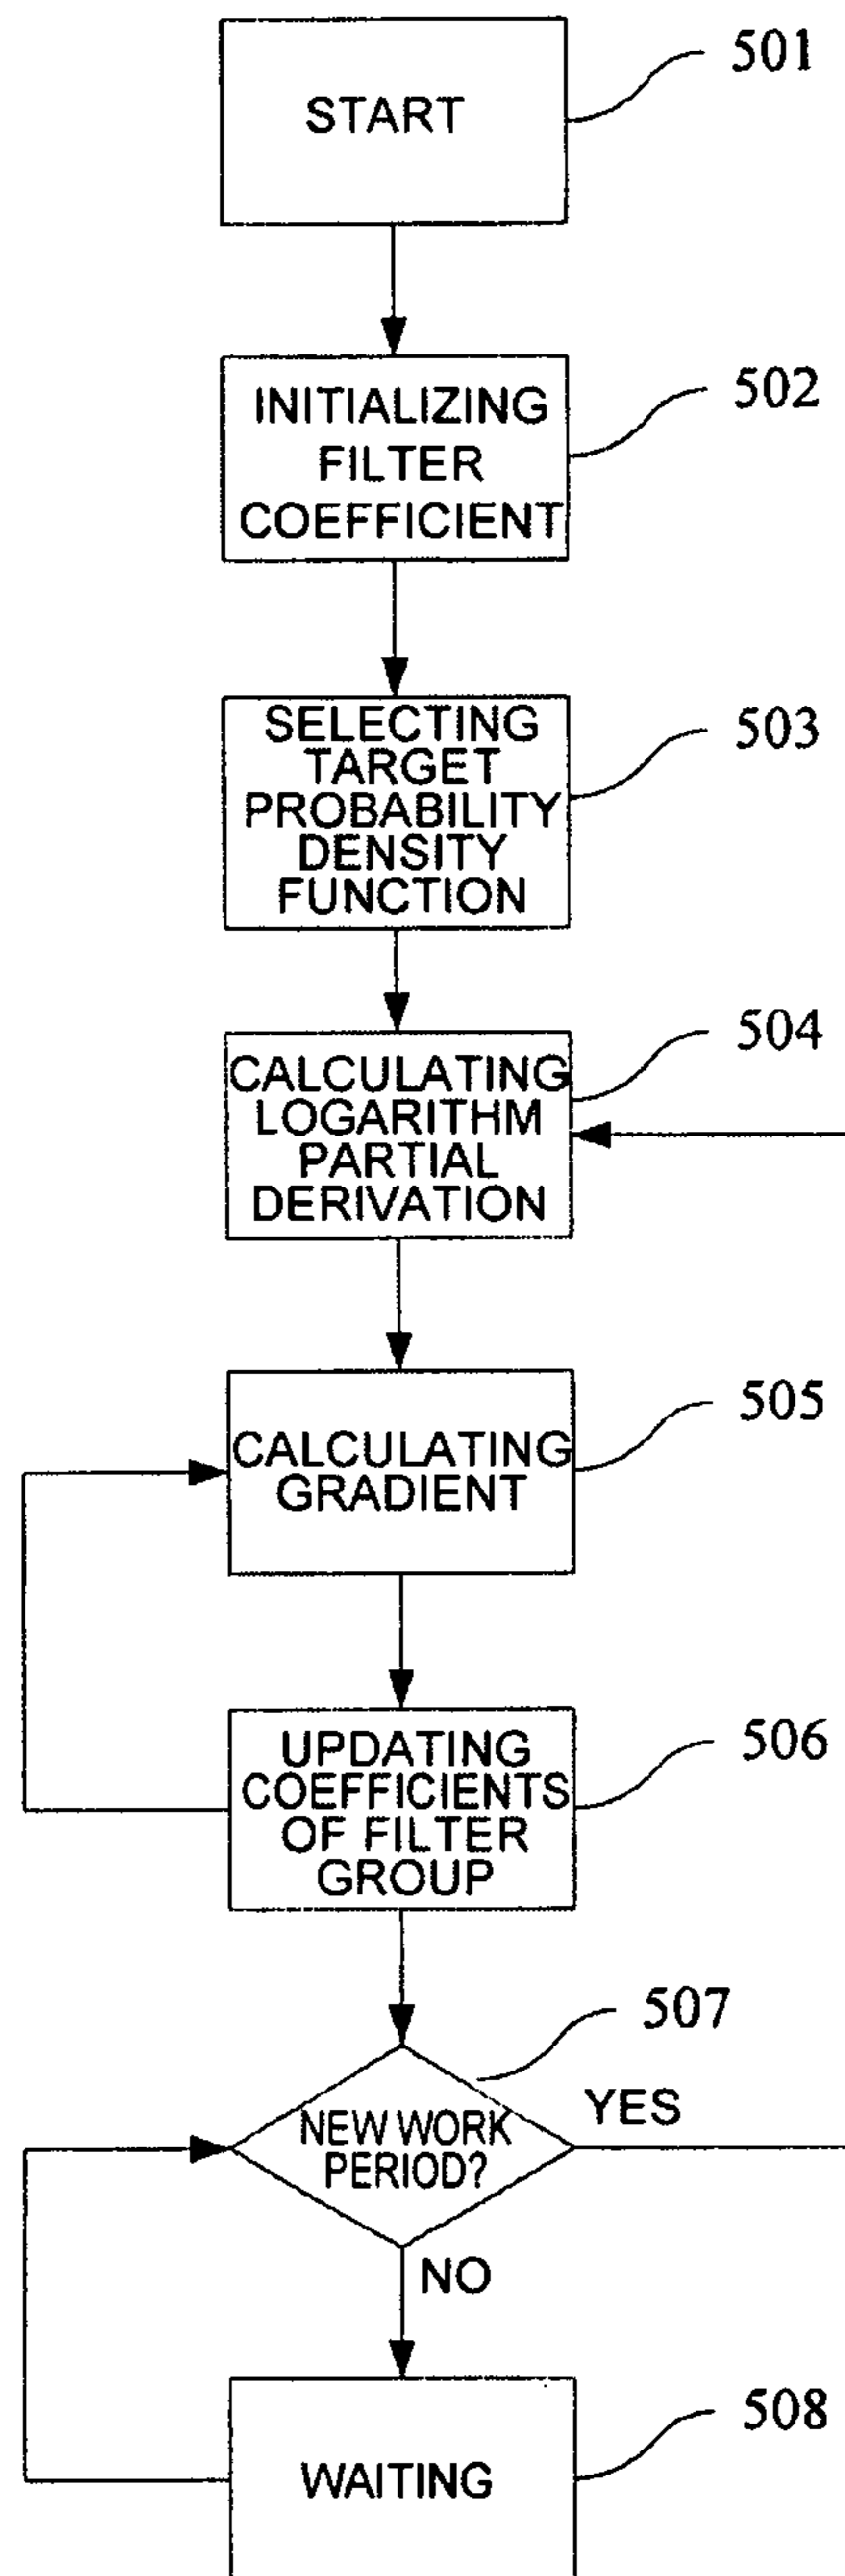 START
501
INITIALIZING
FILTER
COEFFICIENT
502
SELECTING
TARGET
PROBABILITY
DENSITY
FUNCTION
503
CALCULATING
LOGARITHM
PARTIAL
DERIVATION
504
CALCULATING
GRADIENT
505
UPDATING
COEFFICIENTS
OF FILTER
GROUP
506
NEW WORK
PERIOD?
507
YES
NO
WAITING
508